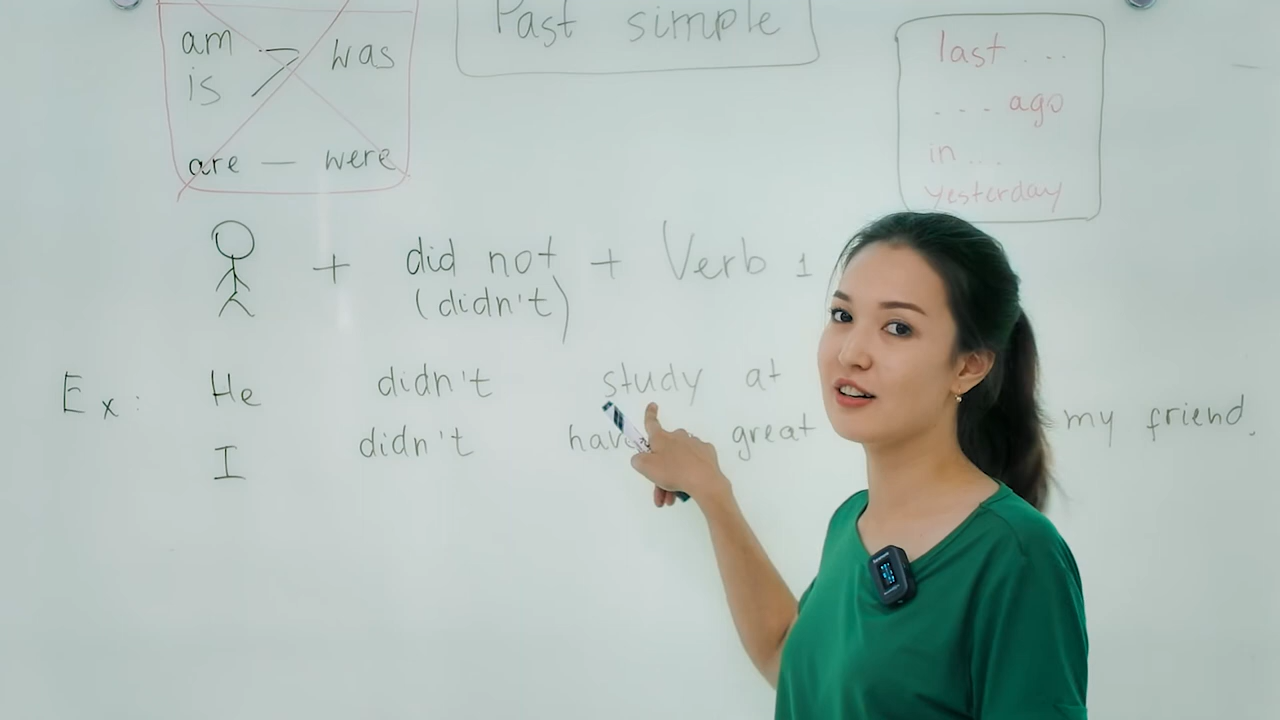 Past simple
am
is
was
are — were
last ...
... ago
in ...
yesterday
+ did not + Verb 1
(didn't)
Ex: He didn't study at
I didn't have great my friend.